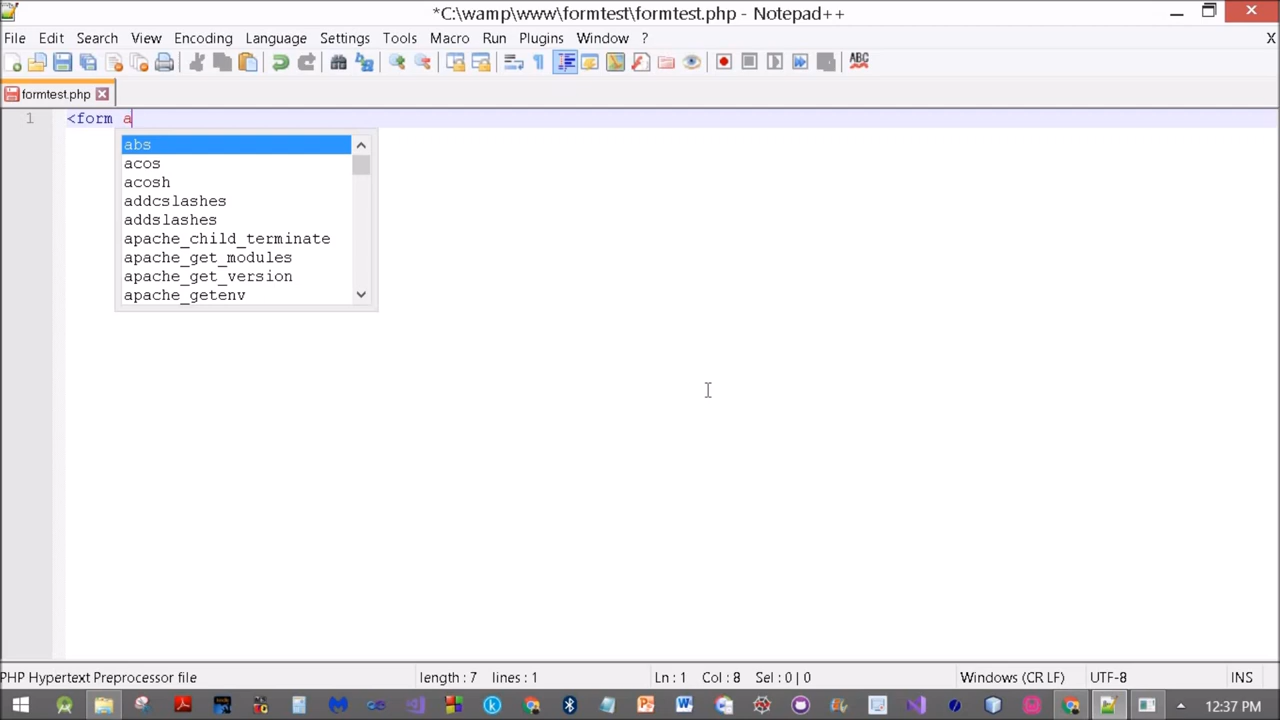 *C:\wamp\www\formtest\formtest.php - Notepad++
File Edit Search View Encoding Language Settings Tools Macro Run Plugins Window ? X
ABC
formtest.php
1 <form a
abs
acos
acosh
addcslashes
addslashes
apache_child_terminate
apache_get_modules
apache_get_version
apache_getenv
PHP Hypertext Preprocessor file length : 7 lines : 1 Ln : 1 Col : 8 Sel : 0 | 0 Windows (CR LF) UTF-8 INS
12:37 PM